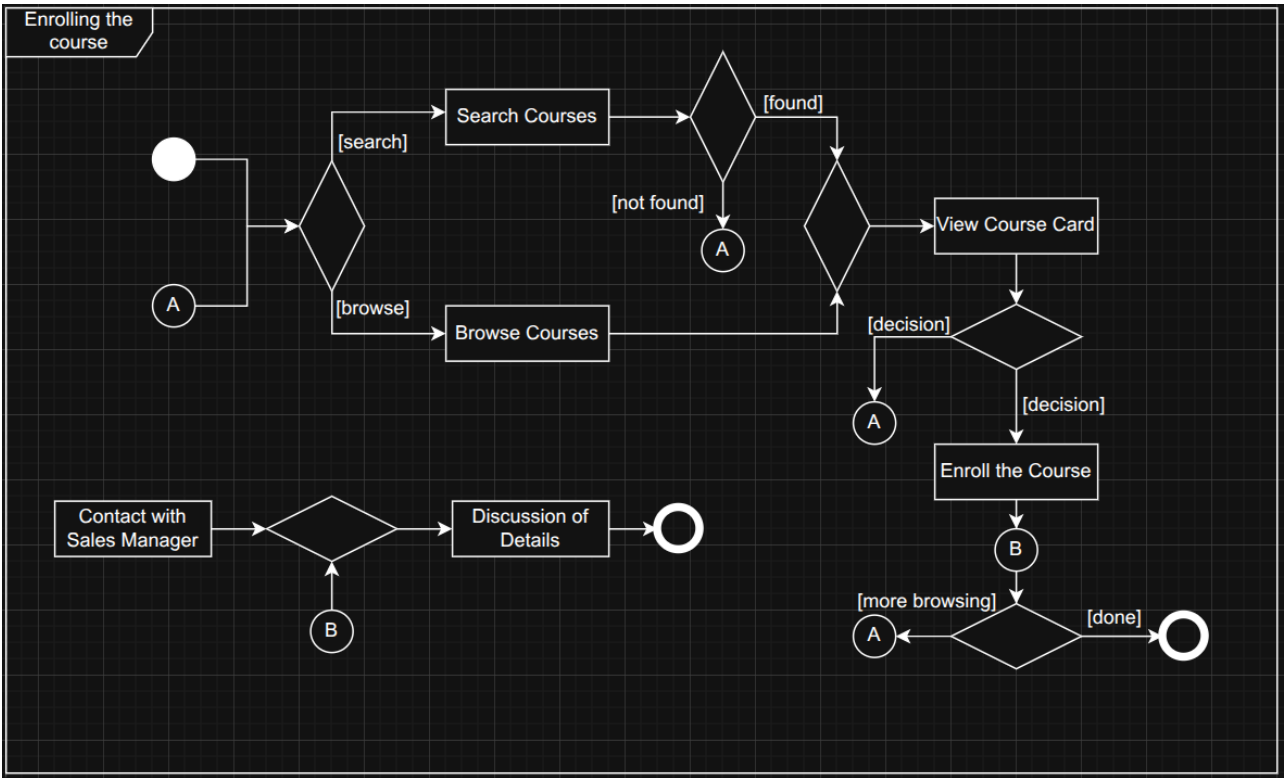 Enrolling the
course
[search]
Search Courses
[found]
[not found]
A
View Course Card
A
[browse]
Browse Courses
[decision]
A
[decision]
Enroll the Course
Contact with
Sales Manager
Discussion of
Details
B
B
[more browsing]
A
[done]